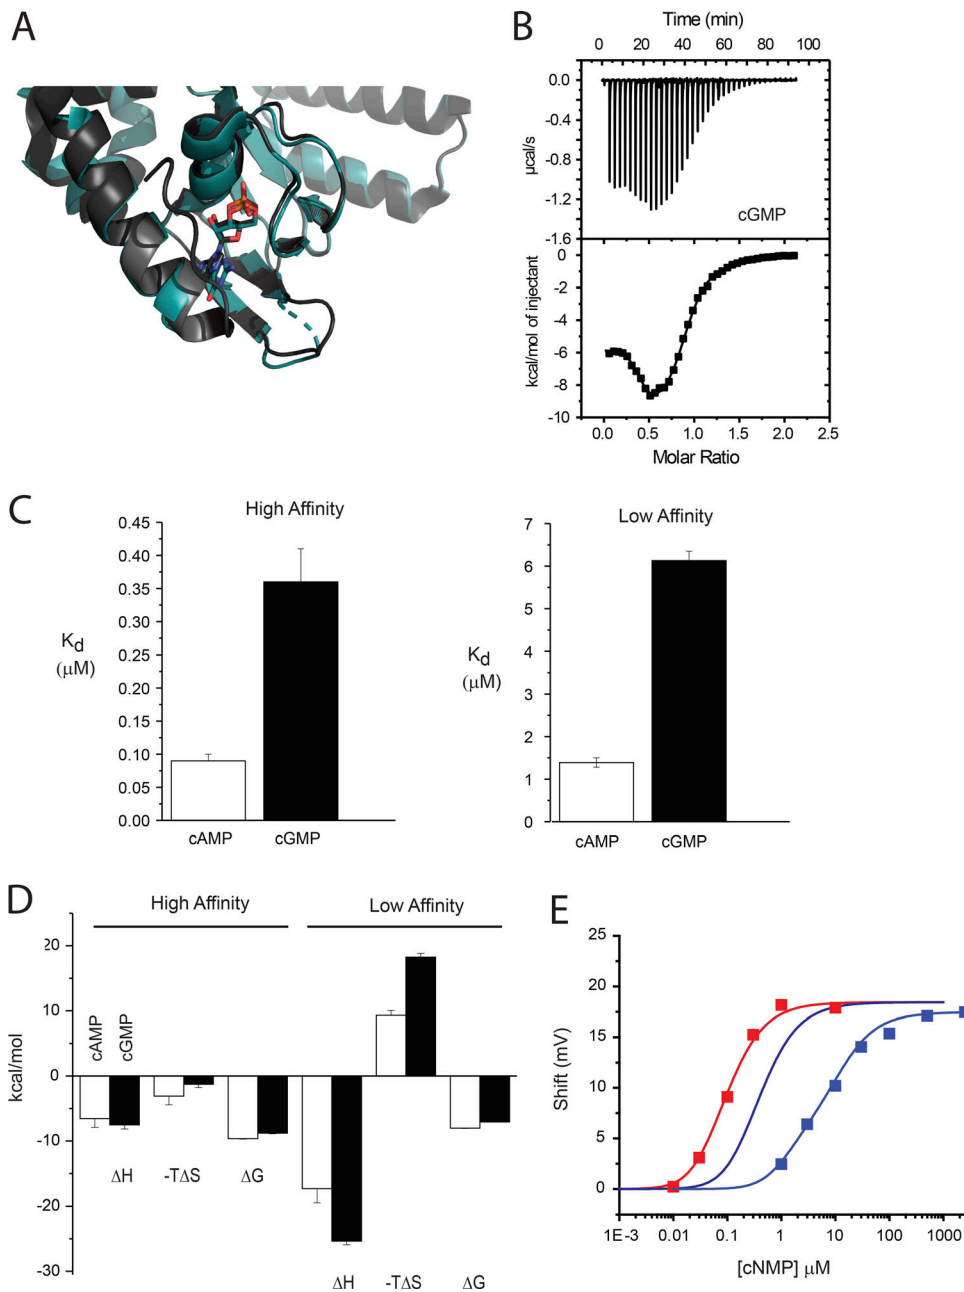 A
B
Time (min)
0 20 40 60 80 100
0.0
-0.4
-0.8
-1.2
-1.6
µcal/s
cGMP
0
-2
-4
-6
-8
-10
kcal/mol of injectant
0.0 0.5 1.0 1.5 2.0 2.5
Molar Ratio
C
High Affinity
0.45
0.40
0.35
0.30
0.25
0.20
0.15
0.10
0.05
0.00
Kd
(µM)
cAMP cGMP
Low Affinity
7
6
5
4
3
2
1
0
Kd
(µM)
cAMP cGMP
D
High Affinity Low Affinity
20
10
0
-10
-20
-30
kcal/mol
cAMP
cGMP
ΔH -TΔS ΔG
ΔH -TΔS ΔG
E
25
20
15
10
5
0
Shift (mV)
1E-3 0.01 0.1 1 10 100 1000
[cNMP] µM